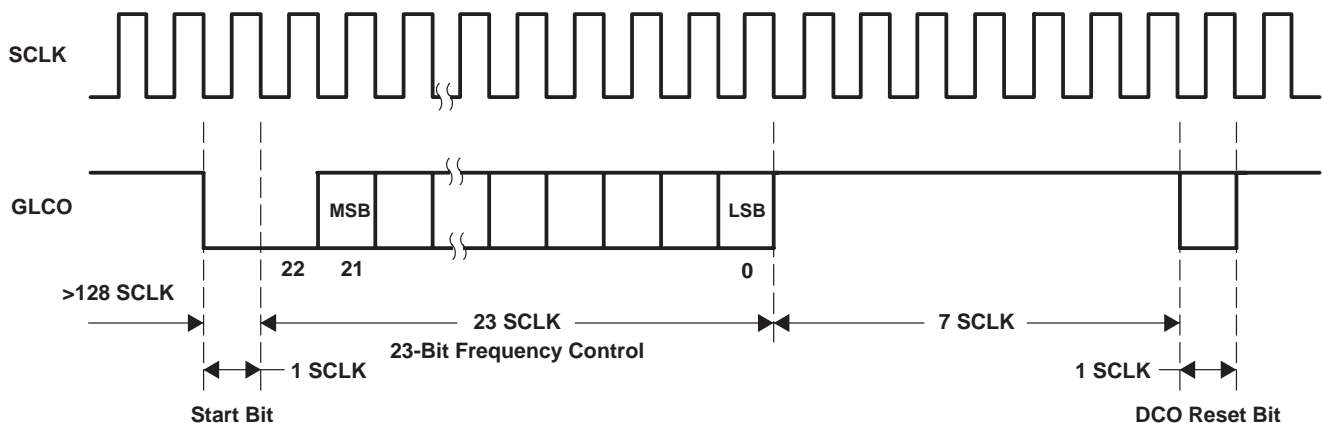 SCLK
GLCO
MSB
LSB
22
21
0
>128 SCLK
23 SCLK
7 SCLK
23-Bit Frequency Control
1 SCLK
1 SCLK
Start Bit
DCO Reset Bit